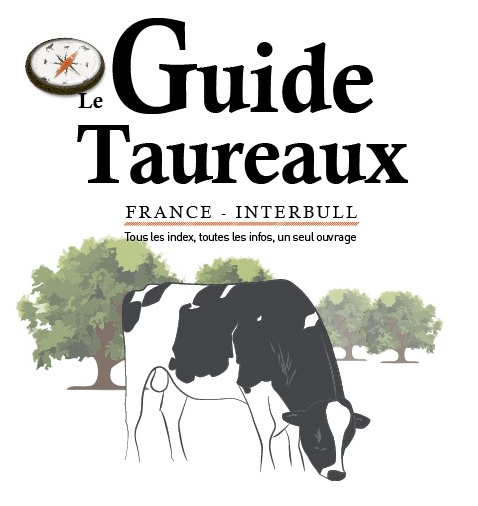 Le Guide
Taureaux
FRANCE - INTERBULL
Tous les index, toutes les infos, un seul ouvrage